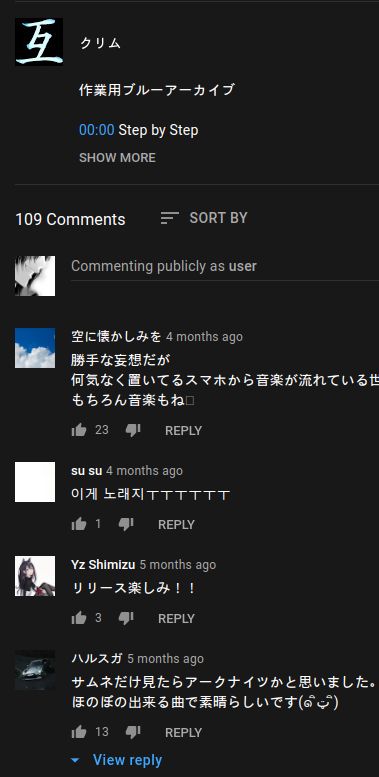 互
クリム
作業用ブルーアーカイブ
00:00 Step by Step
SHOW MORE
109 Comments
SORT BY
Commenting publicly as user
空に懐かしみを 4 months ago
勝手な妄想だが
何気なく置いてるスマホから音楽が流れている世
もちろん音楽もね
23
REPLY
su su 4 months ago
이게 노래지ㅜㅜㅜㅜㅜㅜ
1
REPLY
Yz Shimizu 5 months ago
リリース楽しみ！！
3
REPLY
ハルスガ 5 months ago
サムネだけ見たらアークナイツかと思いました。
ほのぼの出来る曲で素晴らしいです
13
REPLY
View reply